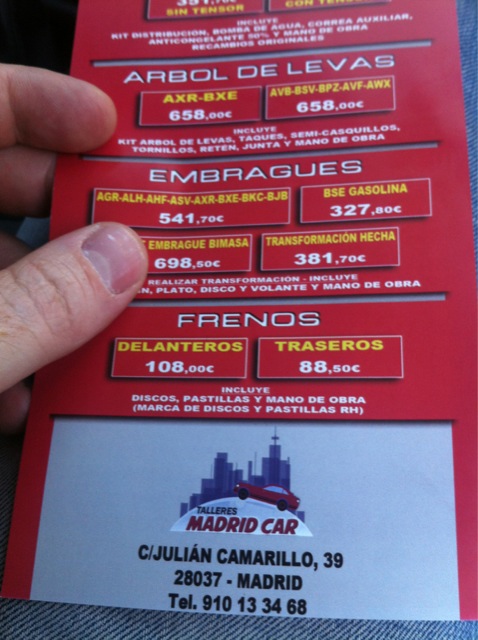 SIN TENSOR
INCLUYE
KIT DISTRIBUCIÓN, BOMBA DE AGUA, CORREA AUXILIAR,
ANTICONGELANTE 50% Y MANO DE OBRA
RECAMBIOS ORIGINALES
ARBOL DE LEVAS
AXR-BXE
658,00€
AVB-BSV-BPZ-AVF-AWX
658,00€
INCLUYE
KIT ARBOL DE LEVAS, TAQUES, SEMI-CASQUILLOS,
TORNILLOS, RETEN, JUNTA Y MANO DE OBRA
EMBRAGUES
AGR-ALH-AHF-ASV-AXR-BXE-BKC-BJB
541,70€
BSE GASOLINA
327,80€
EMBRAGUE BIMASA
698,50€
TRANSFORMACIÓN HECHA
381,70€
REALIZAR TRANSFORMACIÓN - INCLUYE
PLATO, DISCO Y VOLANTE Y MANO DE OBRA
FRENOS
DELANTEROS
108,00€
TRASEROS
88,50€
INCLUYE
DISCOS, PASTILLAS Y MANO DE OBRA
(MARCA DE DISCOS Y PASTILLAS RH)
TALLERES
MADRID CAR
C/JULIÁN CAMARILLO, 39
28037 - MADRID
Tel. 910 13 34 68